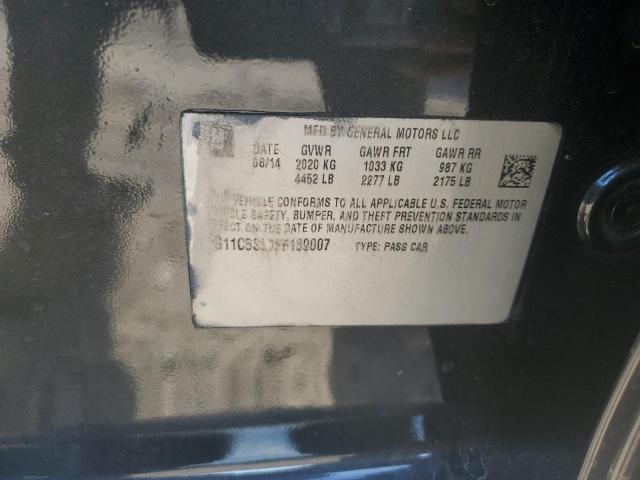 MFD BY GENERAL MOTORS LLC
DATE GVWR GAWR FRT GAWR RR
08/14 2020 KG 1033 KG 987 KG
4452 LB 2277 LB 2175 LB
VEHICLE CONFORMS TO ALL APPLICABLE U.S. FEDERAL MOTOR
VEHICLE SAFETY, BUMPER, AND THEFT PREVENTION STANDARDS IN
EFFECT ON THE DATE OF MANUFACTURE SHOWN ABOVE.
TYPE: PASS CAR